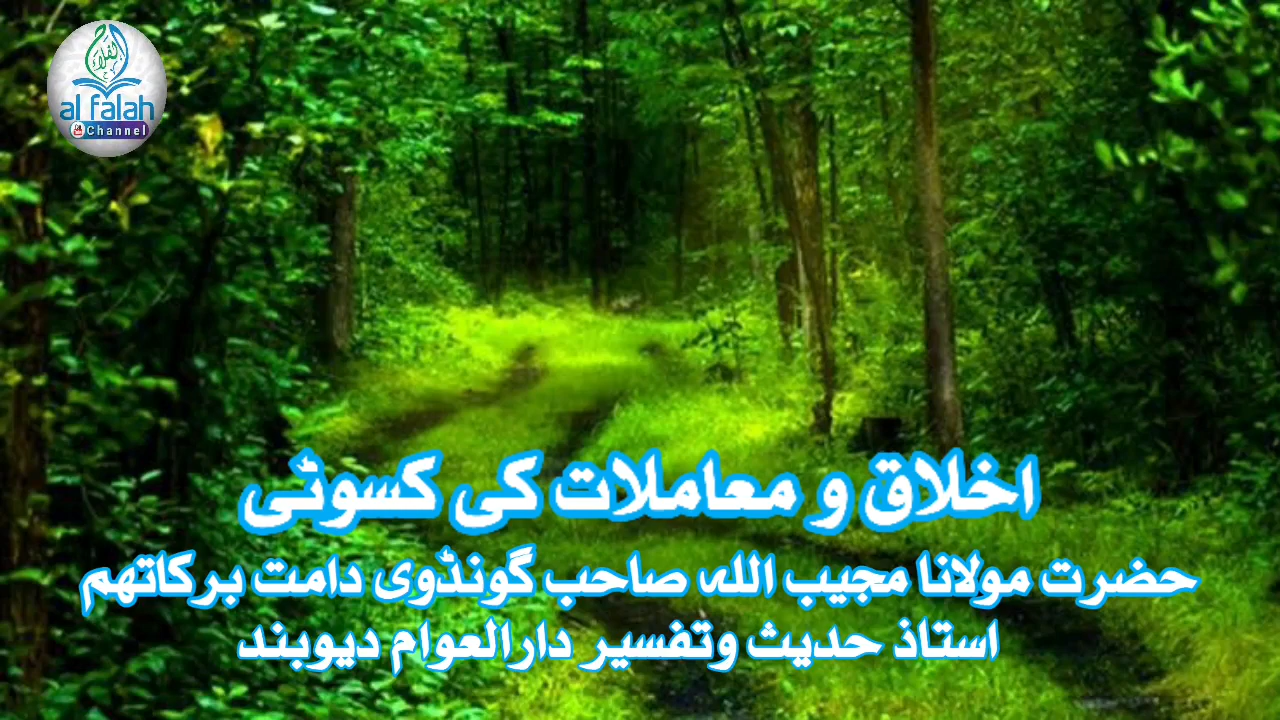 الفلاح
al falah
Channel
اخلاق و معاملات کی کسوٹی
حضرت مولانا مجیب اللہ صاحب گونڈوی دامت برکاتھم
استاذ حدیث وتفسیر دارالعوام دیوبند